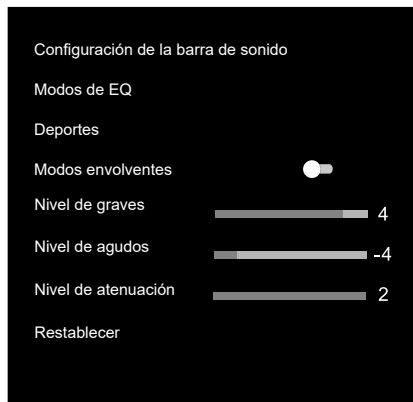 Configuración de la barra de sonido
Modos de EQ
Deportes
Modos envolventes
Nivel de graves 4
Nivel de agudos -4
Nivel de atenuación 2
Restablecer